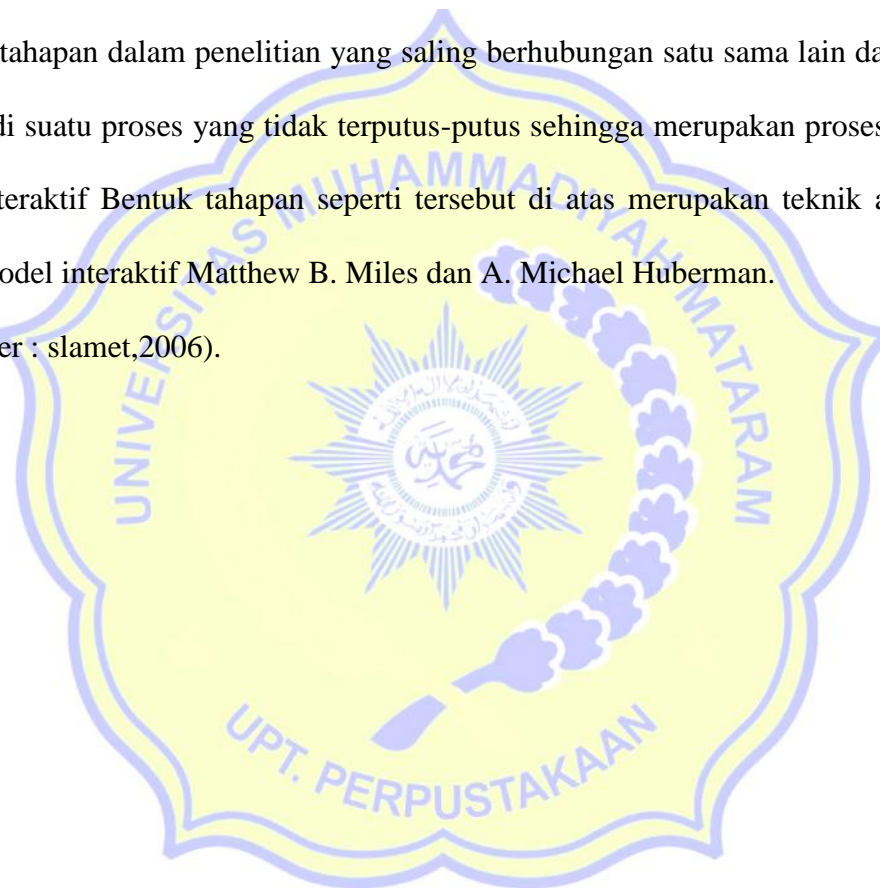 tahapan dalam penelitian yang saling berhubungan satu sama lain da
di suatu proses yang tidak terputus-putus sehingga merupakan proses
teraktif Bentuk tahapan seperti tersebut di atas merupakan teknik a
odel interaktif Matthew B. Miles dan A. Michael Huberman.
er : slamet,2006).
UNIVERSITAS MUHAMMADIYAH MATARAM
UPT. PERPUSTAKAAN